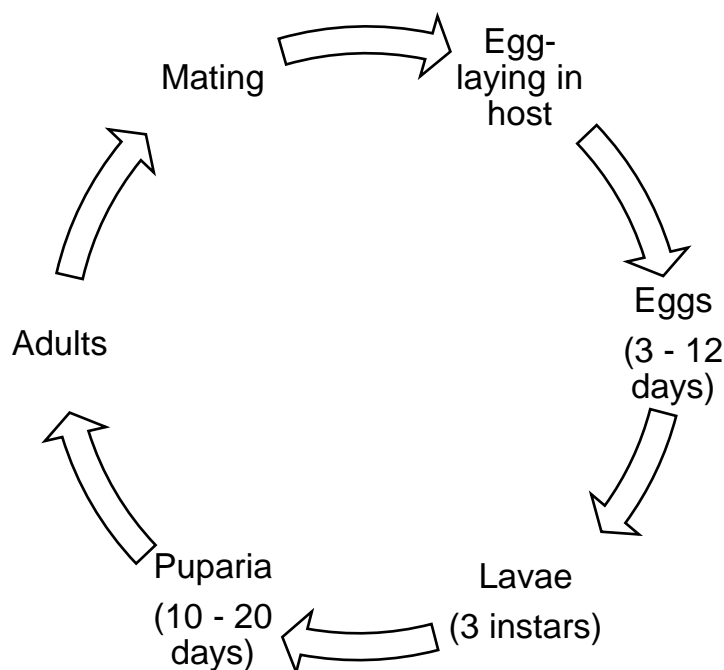 Mating
Egg-
laying in
host
Eggs
(3 - 12
days)
Lavae
(3 instars)
Puparia
(10 - 20
days)
Adults